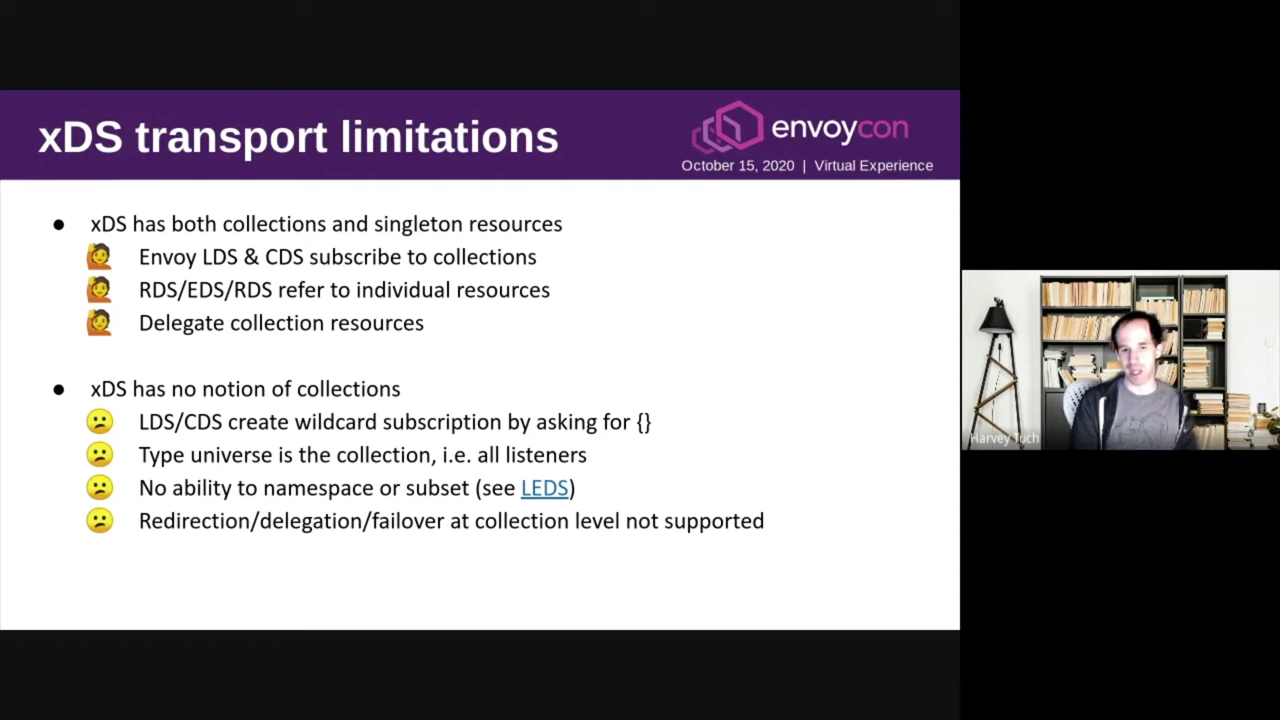 xDS transport limitations
envoycon
October 15, 2020 | Virtual Experience
● xDS has both collections and singleton resources
🙋 Envoy LDS & CDS subscribe to collections
🙋 RDS/EDS/RDS refer to individual resources
🙋 Delegate collection resources
● xDS has no notion of collections
😕 LDS/CDS create wildcard subscription by asking for {}
😕 Type universe is the collection, i.e. all listeners
😕 No ability to namespace or subset (see LEDS)
😕 Redirection/delegation/failover at collection level not supported
Harvey Tuch